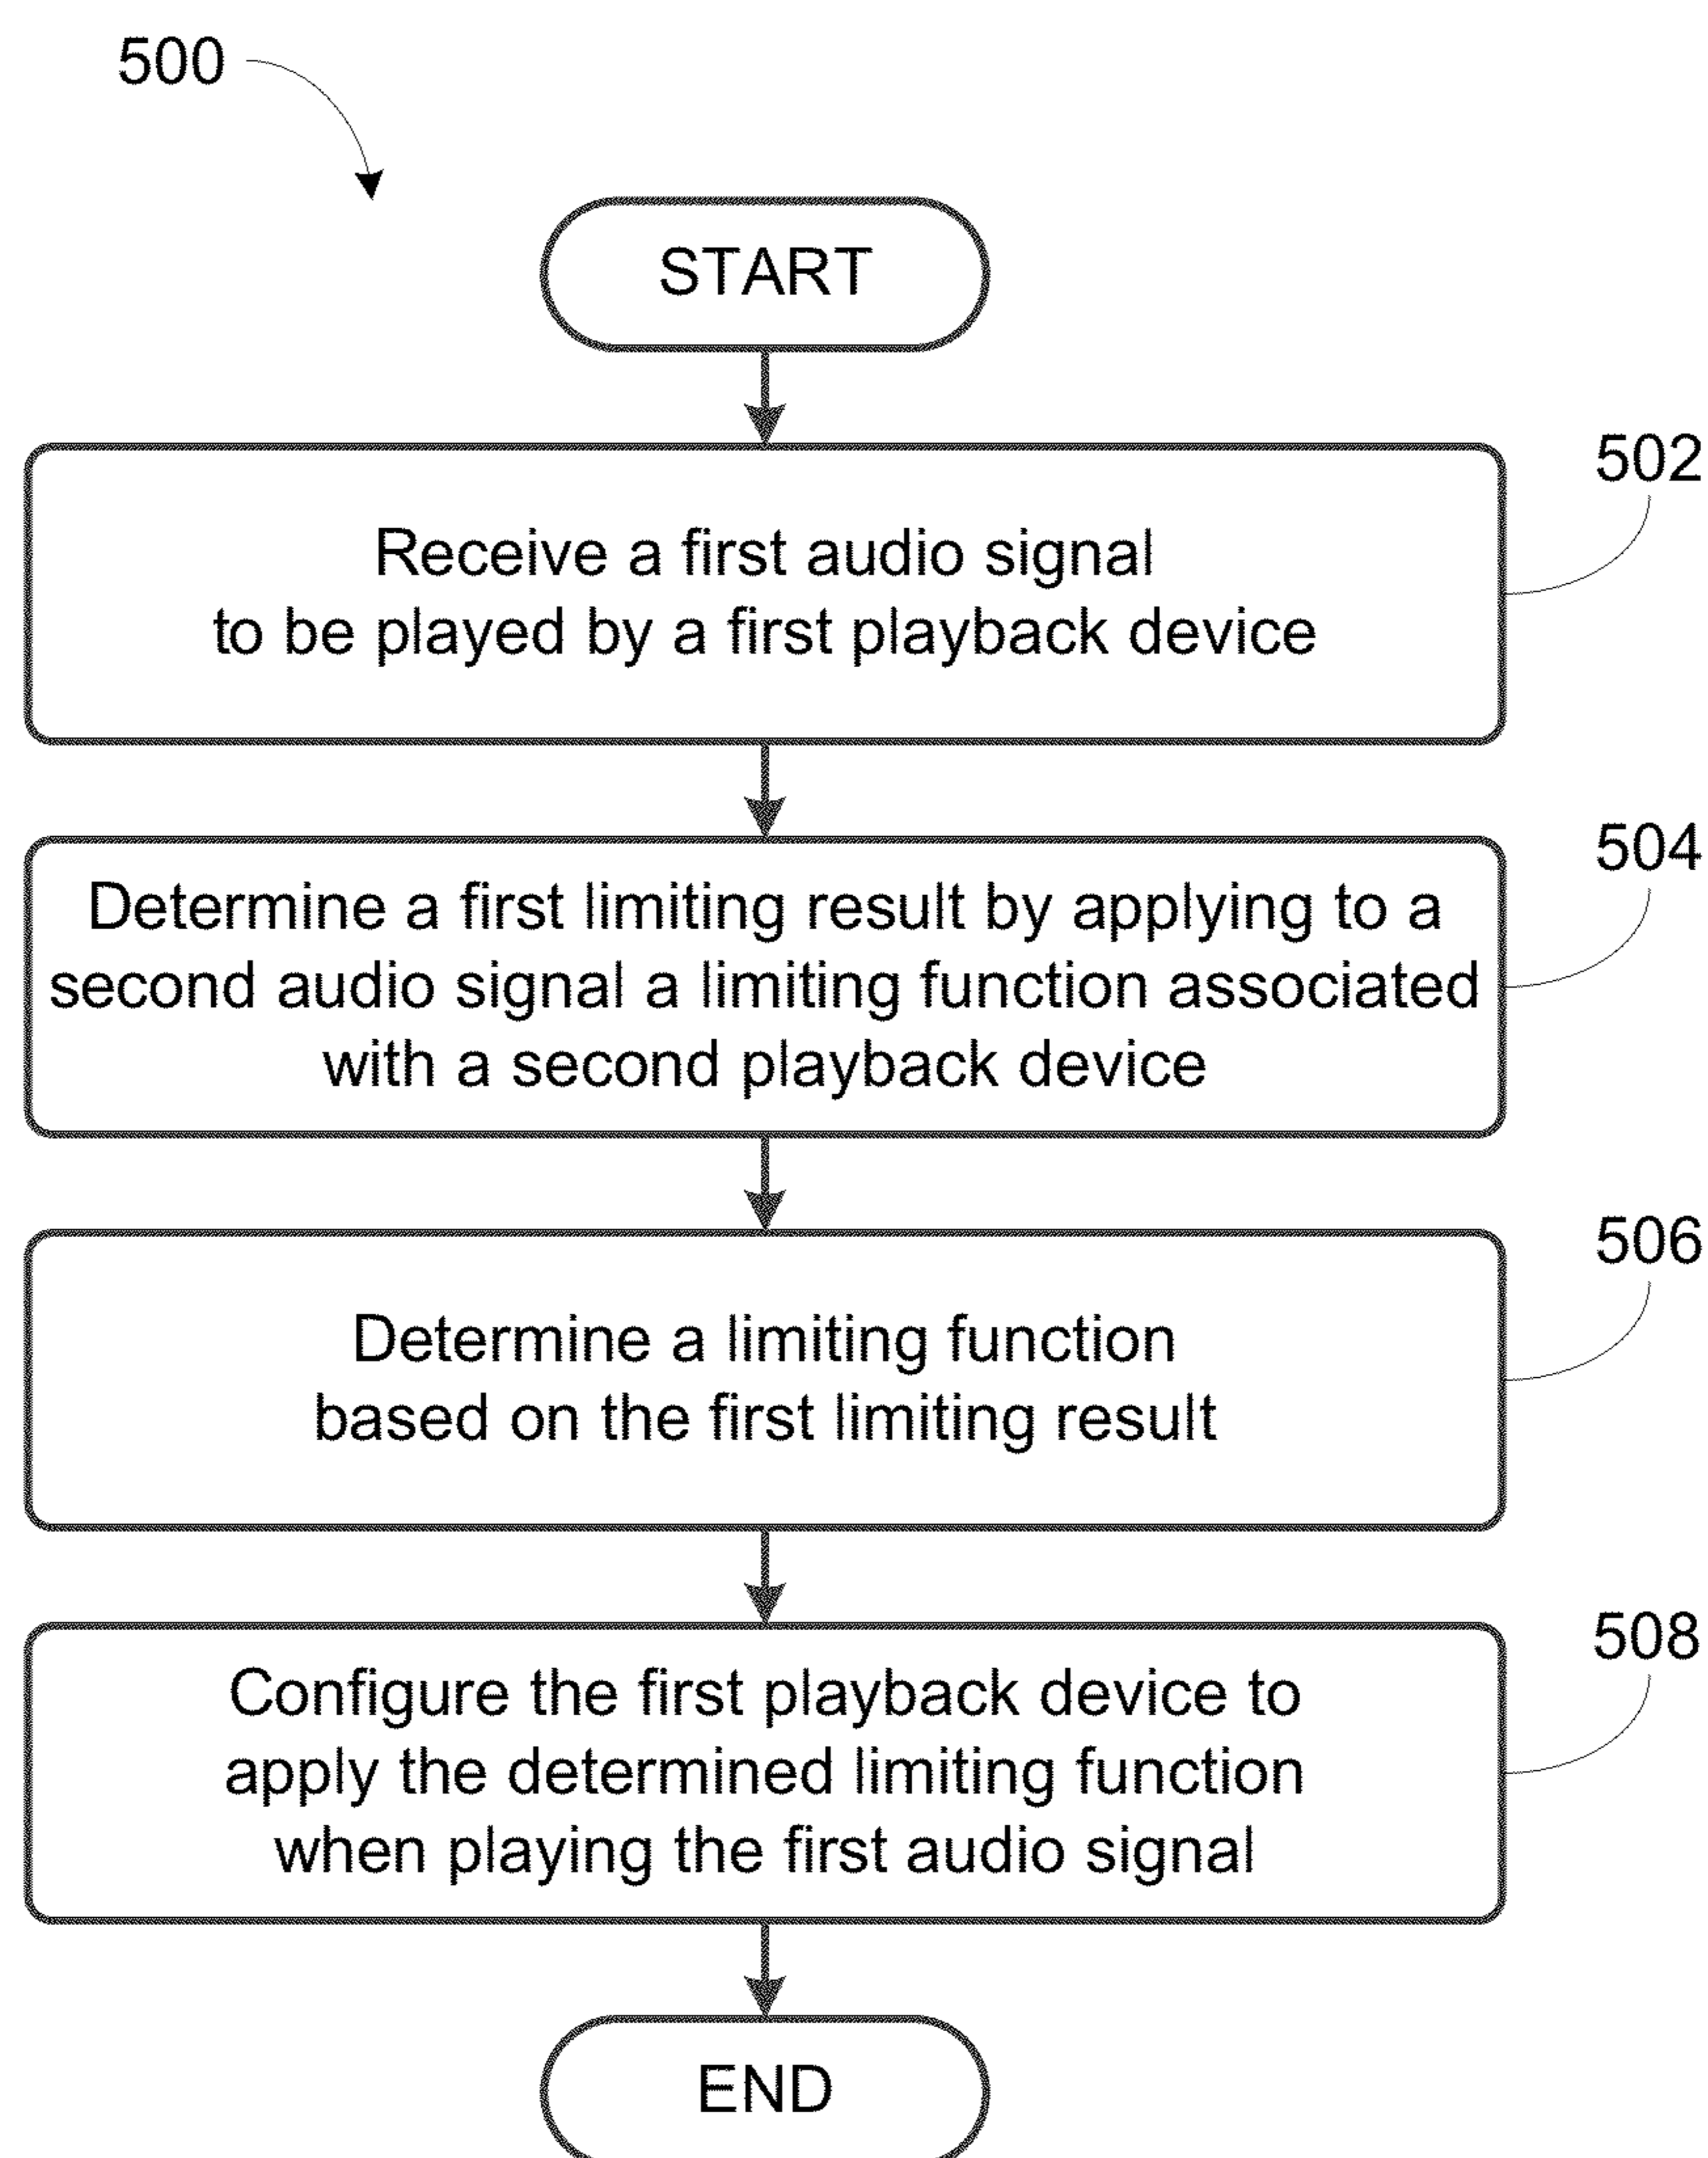 500
START
502
Receive a first audio signal
to be played by a first playback device
504
Determine a first limiting result by applying to a
second audio signal a limiting function associated
with a second playback device
506
Determine a limiting function
based on the first limiting result
508
Configure the first playback device to
apply the determined limiting function
when playing the first audio signal
END